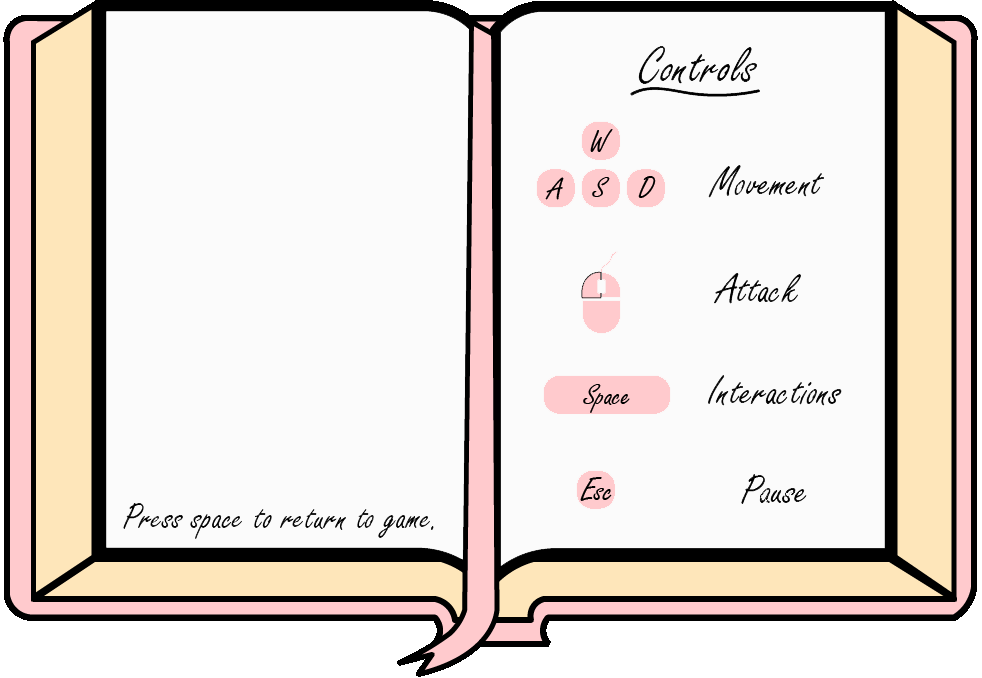 Press space to return to game.
Controls
W
A S D Movement
Attack
Space Interactions
Esc Pause